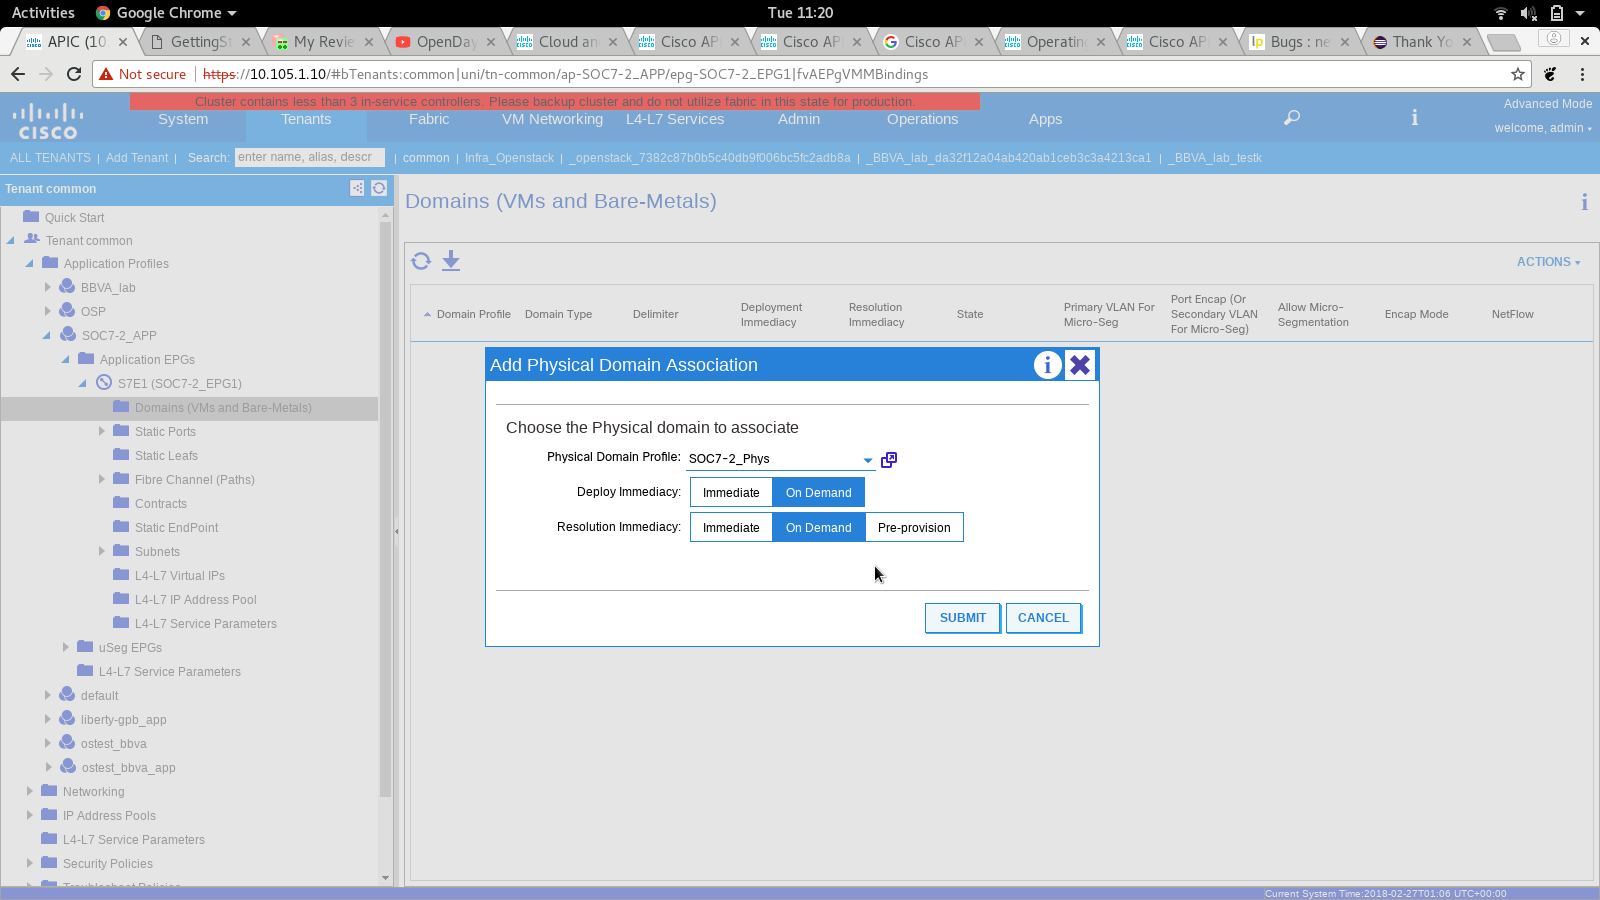 Activities
Google Chrome
Tue 11:20
APIC (10.
GettingSt
My Revie
OpenDay
Cloud an
Cisco AP
Cisco AP
Cisco AP
Operating
Cisco AP
Bugs : ne
Thank Yo
Not secure
https://10.105.1.10/#bTenants:common|uni/tn-common/ap-SOC7-2_APP/epg-SOC7-2_EPG1|fvAEPgVMMBindings
Cluster contains less than 3 in-service controllers. Please backup cluster and do not utilize fabric in this state for production.
CISCO
System
Tenants
Fabric
VM Networking
L4-L7 Services
Admin
Operations
Apps
Advanced Mode
welcome, admin
ALL TENANTS | Add Tenant | Search: enter name, alias, descr | common | Infra_Openstack | _openstack_7382c87b0b5c40db9f006bc5fc2adb8a | _BBVA_lab_da32f12a04ab420ab1ceb3c3a4213ca1 | _BBVA_lab_testk
Tenant common
Quick Start
Tenant common
Application Profiles
BBVA_lab
OSP
SOC7-2_APP
Application EPGs
S7E1 (SOC7-2_EPG1)
Domains (VMs and Bare-Metals)
Static Ports
Static Leafs
Fibre Channel (Paths)
Contracts
Static EndPoint
Subnets
L4-L7 Virtual IPs
L4-L7 IP Address Pool
L4-L7 Service Parameters
uSeg EPGs
L4-L7 Service Parameters
default
liberty-gpb_app
ostest_bbva
ostest_bbva_app
Networking
IP Address Pools
L4-L7 Service Parameters
Security Policies
Troubleshoot Policies
Domains (VMs and Bare-Metals)
ACTIONS
Domain Profile
Domain Type
Delimiter
Deployment Immediacy
Resolution Immediacy
State
Primary VLAN For Micro-Seg
Port Encap (Or Secondary VLAN For Micro-Seg)
Allow Micro-Segmentation
Encap Mode
NetFlow
Add Physical Domain Association
Choose the Physical domain to associate
Physical Domain Profile: SOC7-2_Phys
Deploy Immediacy: Immediate On Demand
Resolution Immediacy: Immediate On Demand Pre-provision
SUBMIT CANCEL
Current System Time:2018-02-27T01:06 UTC+00:00